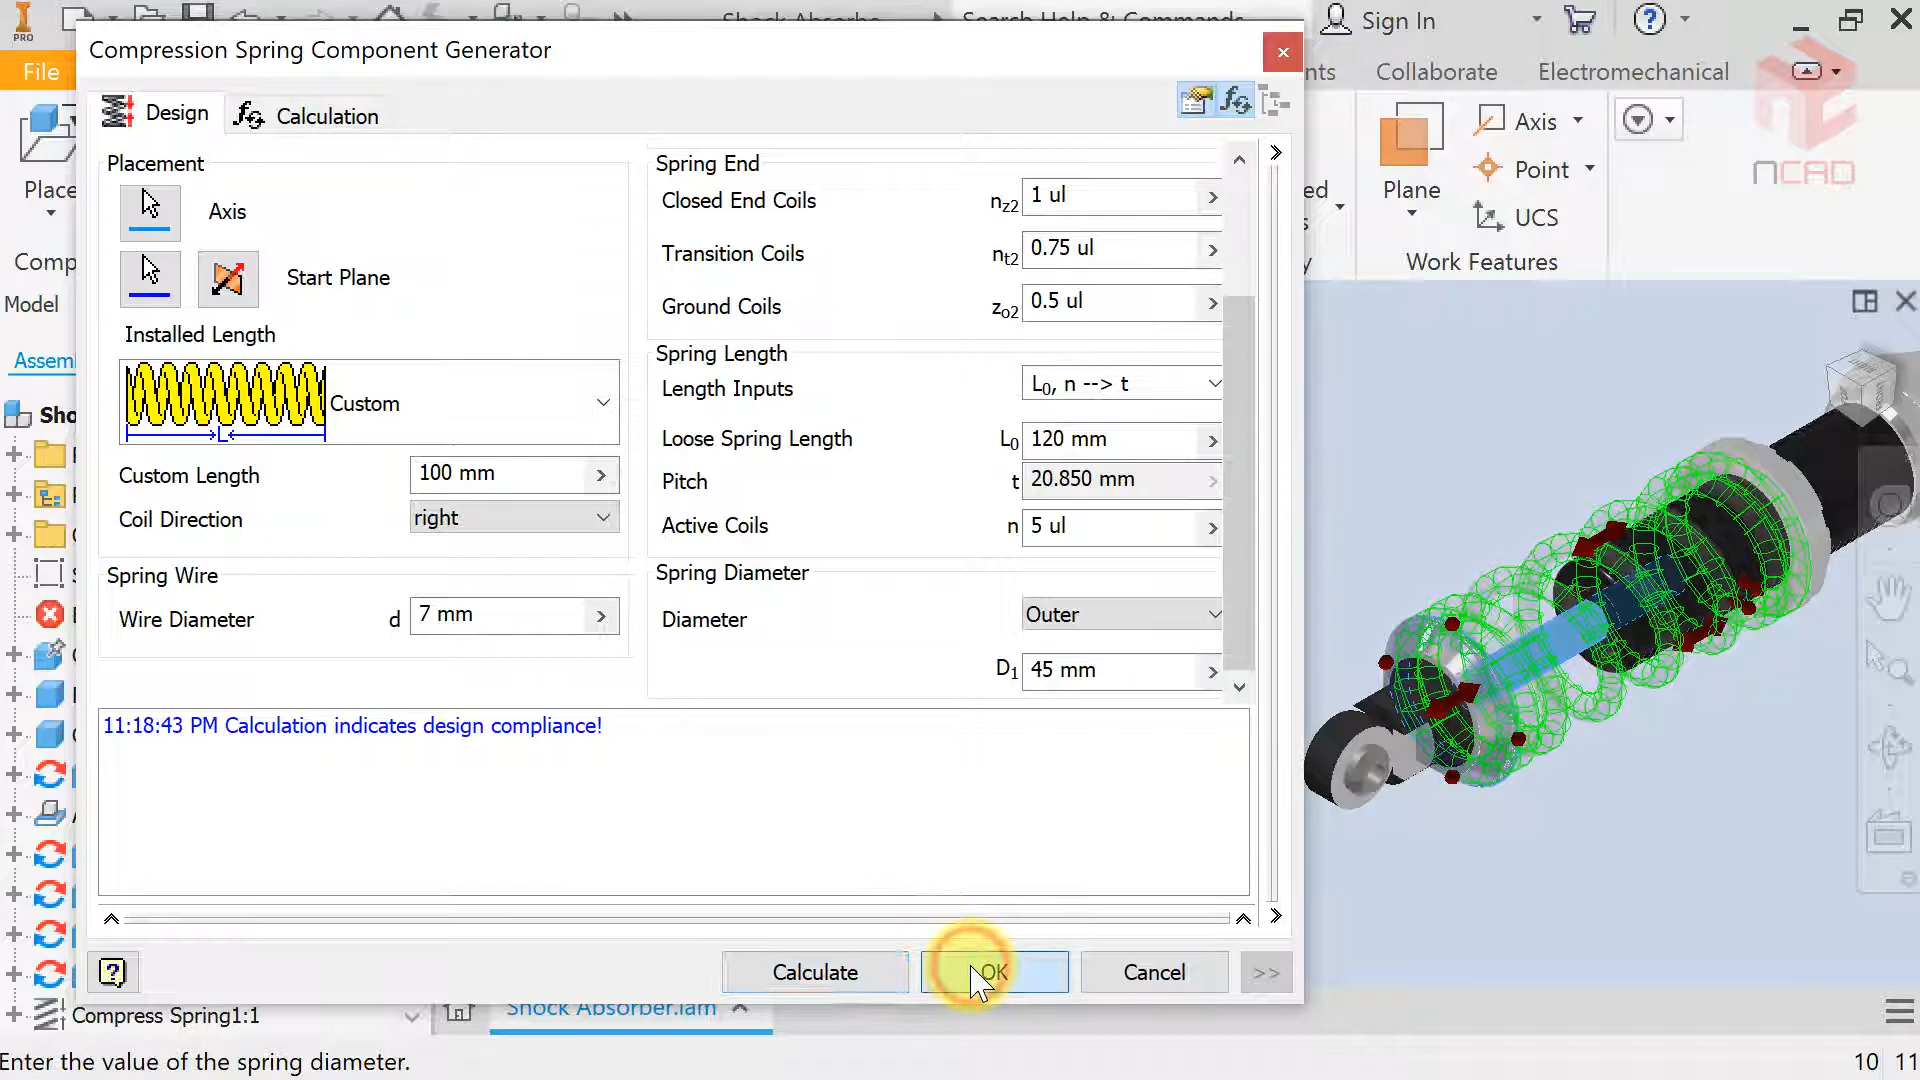 PRO
Search Help & Commands
Sign In
Compression Spring Component Generator
File
Collaborate
Electromechanical
Design
Calculation
Placement
Axis
Start Plane
Installed Length
L
Custom
Custom Length
100 mm
Coil Direction
right
Spring Wire
Wire Diameter
d
7 mm
Spring End
Closed End Coils
nz2
1 ul
Transition Coils
nt2
0.75 ul
Ground Coils
zo2
0.5 ul
Spring Length
Length Inputs
L0, n --> t
Loose Spring Length
L0
120 mm
Pitch
t
20.850 mm
Active Coils
n
5 ul
Spring Diameter
Diameter
Outer
D1
45 mm
11:18:43 PM Calculation indicates design compliance!
Calculate
OK
Cancel
>>
Place
Model
Plane
Axis
Point
UCS
Work Features
NCAD
Compress Spring1:1
Shock Absorber.iam
Enter the value of the spring diameter.
10 11